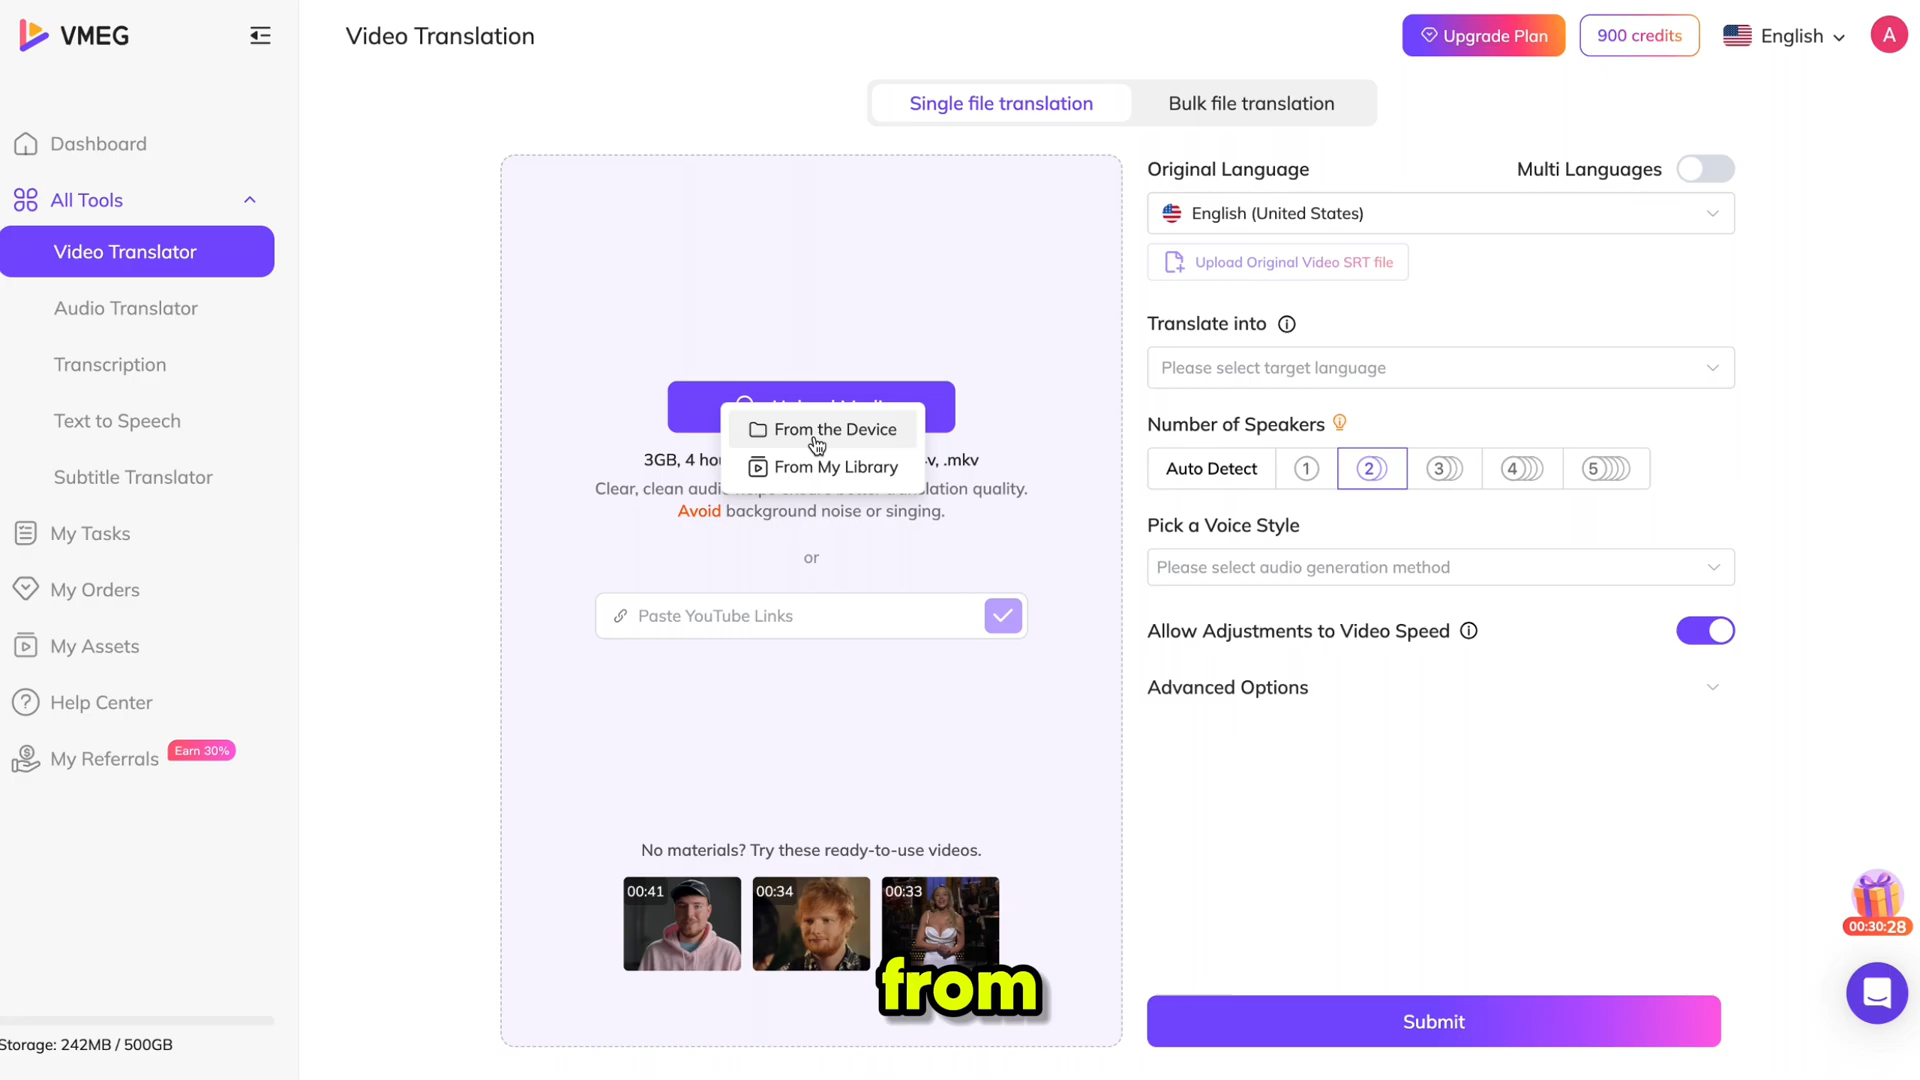 VMEG
Video Translation
Upgrade Plan
900 credits
English
A
Single file translation
Bulk file translation
Dashboard
All Tools
Video Translator
Audio Translator
Transcription
Text to Speech
Subtitle Translator
My Tasks
My Orders
My Assets
Help Center
My Referrals
Earn 30%
Storage: 242MB / 500GB
From the Device
From My Library
3GB, 4 .mkv
Clear, clean translation quality.
Avoid background noise or singing.
or
Paste YouTube Links
No materials? Try these ready-to-use videos.
00:41
00:34
00:33
from
Original Language
Multi Languages
English (United States)
Upload Original Video SRT file
Translate into
Please select target language
Number of Speakers
Auto Detect
1
2
3
4
5
Pick a Voice Style
Please select audio generation method
Allow Adjustments to Video Speed
Advanced Options
00:30:28
Submit